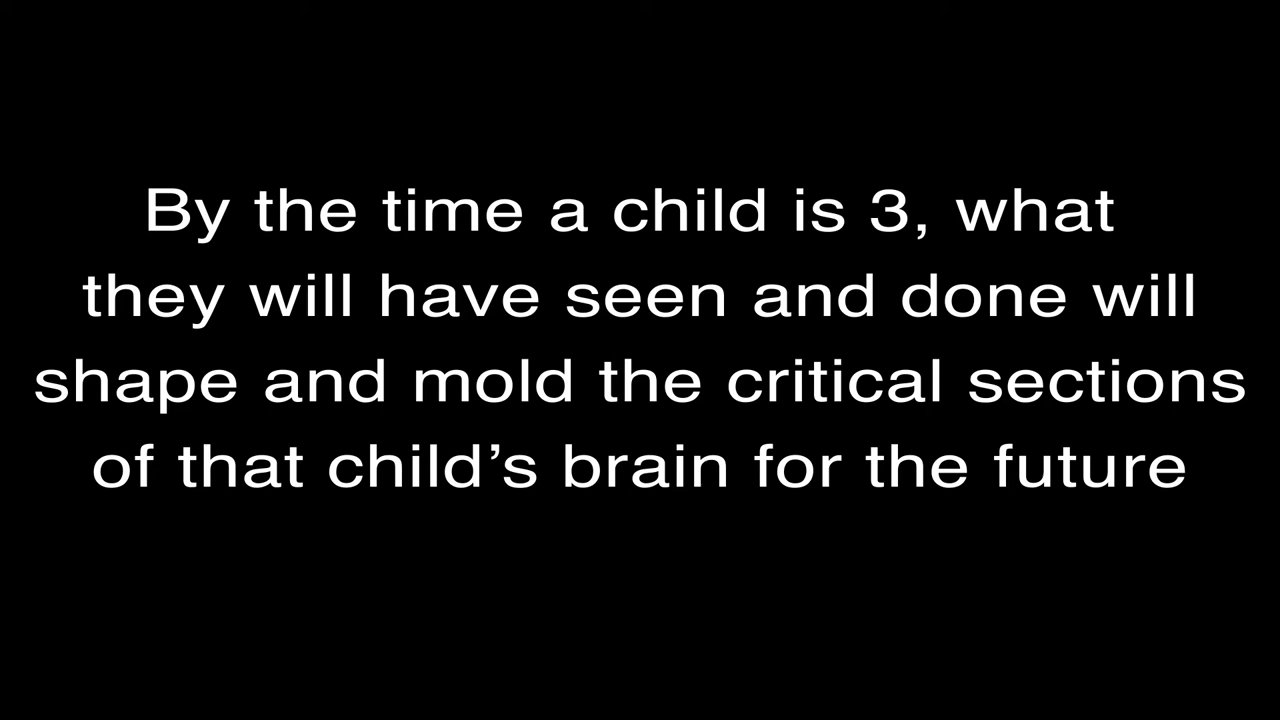 By the time a child is 3, what
they will have seen and done will
shape and mold the critical sections
of that child’s brain for the future